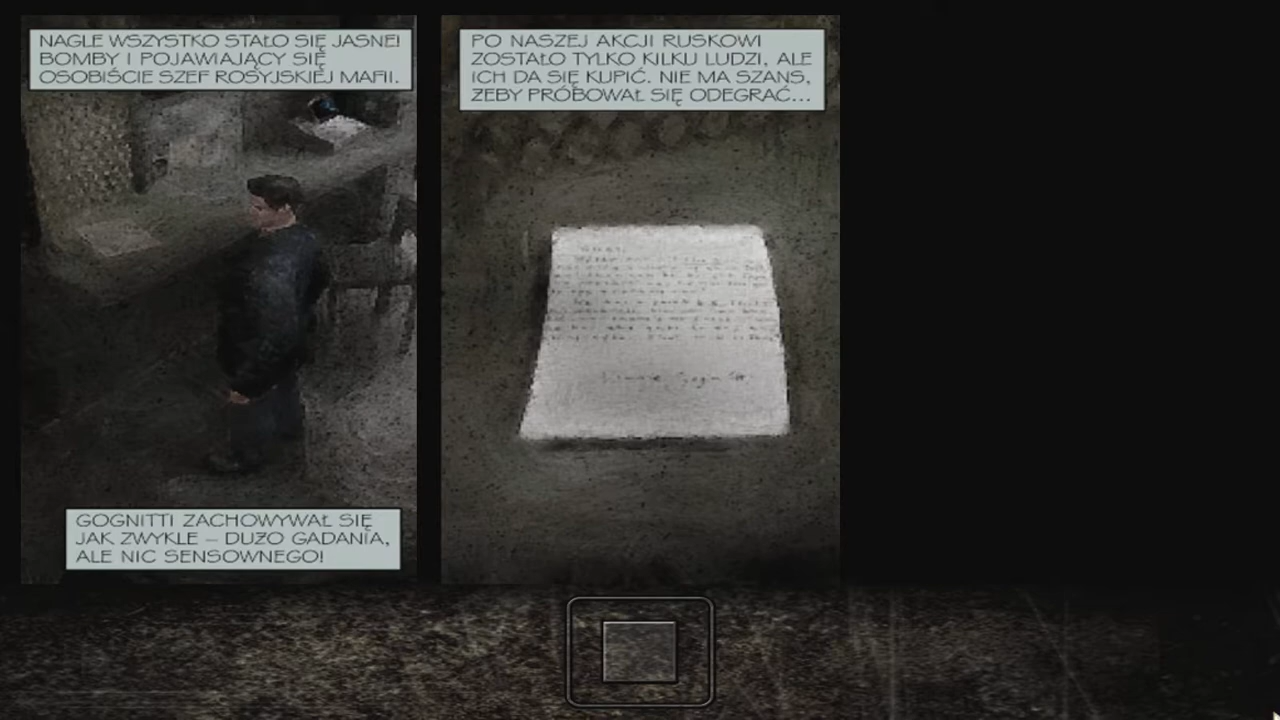 NAGLE WSZYSTKO STAŁO SIĘ JASNE!
BOMBY I POJAWIAJĄCY SIĘ
OSOBIŚCIE SZEF ROSYJSKIEJ MAFII.
GOGNITTI ZACHOWYWAŁ SIĘ
JAK ZWYKLE – DUŻO GADANIA,
ALE NIC SENSOWNEGO!
PO NASZEJ AKCJI RUSKOWI
ZOSTAŁO TYLKO KILKU LUDZI, ALE
ICH DA SIĘ KUPIĆ. NIE MA SZANS,
ŻEBY PRÓBOWAŁ SIĘ ODEGRAĆ...